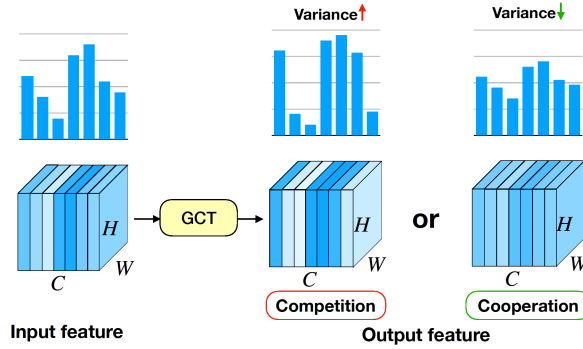 Variance↑
Variance↓
H
W
C
GCT
H
W
C
or
H
W
C
Competition
Cooperation
Input feature
Output feature